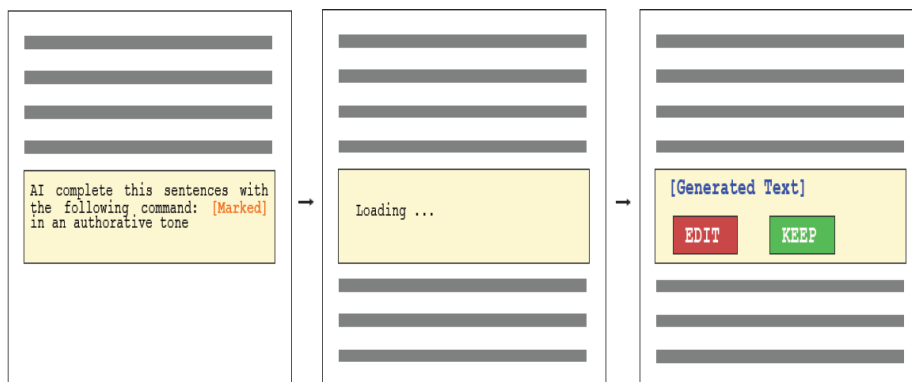 AI complete this sentences with
the following command: [Marked]
in an authorative tone
Loading ...
[Generated Text]
EDIT
KEEP